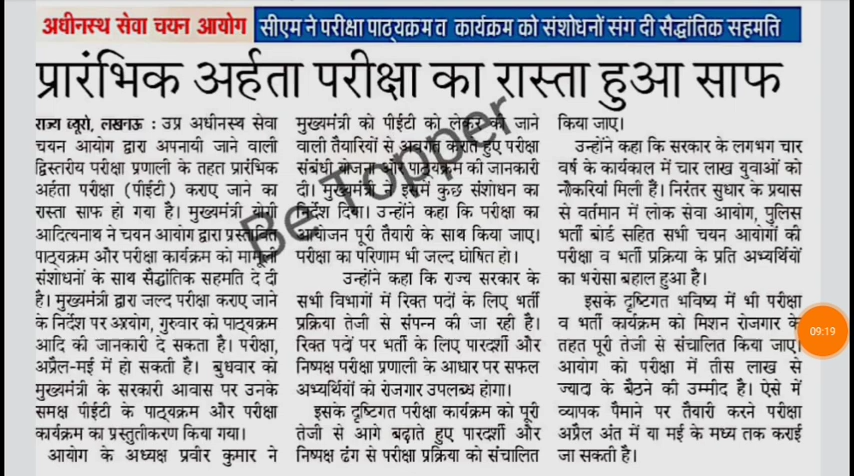 अधीनस्थ सेवा चयन आयोग
सीएम ने परीक्षा पाठ्यक्रम व कार्यक्रम को संशोधनों संग दी सैद्धांतिक सहमति
प्रारंभिक अर्हता परीक्षा का रास्ता हुआ साफ
राज्य ब्यूरो, लखनऊ : उप्र अधीनस्थ सेवा
चयन आयोग द्वारा अपनायी जाने वाली
द्विस्तरीय परीक्षा प्रणाली के तहत प्रारंभिक
अर्हता परीक्षा (पीईटी) कराए जाने का
रास्ता साफ हो गया है। मुख्यमंत्री योगी
आदित्यनाथ ने चयन आयोग द्वारा प्रस्तावित
पाठ्यक्रम और परीक्षा कार्यक्रम को मामूली
संशोधनों के साथ सैद्धांतिक सहमति दे दी
है। मुख्यमंत्री द्वारा जल्द परीक्षा कराए जाने
के निर्देश पर आयोग, गुरुवार को पाठ्यक्रम
आदि की जानकारी दे सकता है। परीक्षा,
अप्रैल-मई में हो सकती है। बुधवार को
मुख्यमंत्री के सरकारी आवास पर उनके
समक्ष पीईटी के पाठ्यक्रम और परीक्षा
कार्यक्रम का प्रस्तुतीकरण किया गया।
आयोग के अध्यक्ष प्रवीर कुमार ने
मुख्यमंत्री को पीईटी को लेकर की जाने
वाली तैयारियों से अवगत कराते हुए परीक्षा
संबंधी योजना और पाठ्यक्रम की जानकारी
दी। मुख्यमंत्री ने इसमें कुछ संशोधन का
निर्देश दिया। उन्होंने कहा कि परीक्षा का
आयोजन पूरी तैयारी के साथ किया जाए।
परीक्षा का परिणाम भी जल्द घोषित हो।
उन्होंने कहा कि राज्य सरकार के
सभी विभागों में रिक्त पदों के लिए भर्ती
प्रक्रिया तेजी से संपन्न की जा रही है।
रिक्त पदों पर भर्ती के लिए पारदर्शी और
निष्पक्ष परीक्षा प्रणाली के आधार पर सफल
अभ्यर्थियों को रोजगार उपलब्ध होगा।
इसके दृष्टिगत परीक्षा कार्यक्रम को पूरी
तेजी से आगे बढ़ाते हुए पारदर्शी और
निष्पक्ष ढंग से परीक्षा प्रक्रिया को संचालित
किया जाए।
उन्होंने कहा कि सरकार के लगभग चार
वर्ष के कार्यकाल में चार लाख युवाओं को
नौकरियां मिली हैं। निरंतर सुधार के प्रयास
से वर्तमान में लोक सेवा आयोग, पुलिस
भर्ती बोर्ड सहित सभी चयन आयोगों की
परीक्षा व भर्ती प्रक्रिया के प्रति अभ्यर्थियों
का भरोसा बहाल हुआ है।
इसके दृष्टिगत भविष्य में भी परीक्षा
व भर्ती कार्यक्रम को मिशन रोजगार के
तहत पूरी तेजी से संचालित किया जाए।
आयोग को परीक्षा में तीस लाख से
ज्यादा के बैठने की उम्मीद है। ऐसे में
व्यापक पैमाने पर तैयारी करने परीक्षा
अप्रैल अंत में या मई के मध्य तक कराई
जा सकती है।
Be Topper
09:19